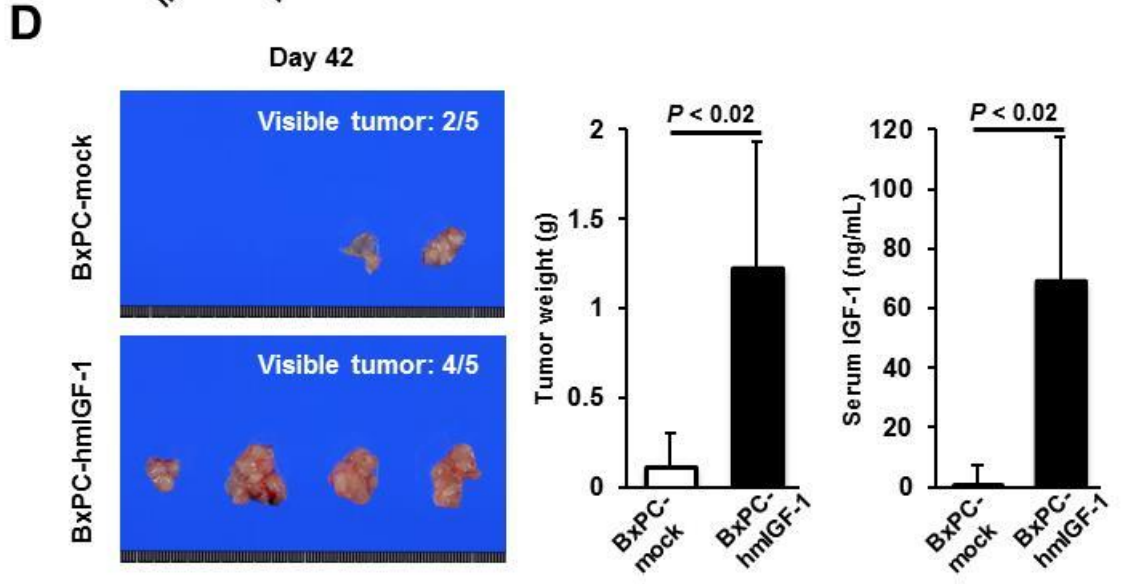 D
Day 42
BxPC-mock
Visible tumor: 2/5
BxPC-hmIGF-1
Visible tumor: 4/5
Tumor weight (g)
2
1.5
1
0.5
0
P < 0.02
BxPC-
mock
BxPC-
hmIGF-1
Serum IGF-1 (ng/mL)
120
100
80
60
40
20
0
P < 0.02
BxPC-
mock
BxPC-
hmIGF-1